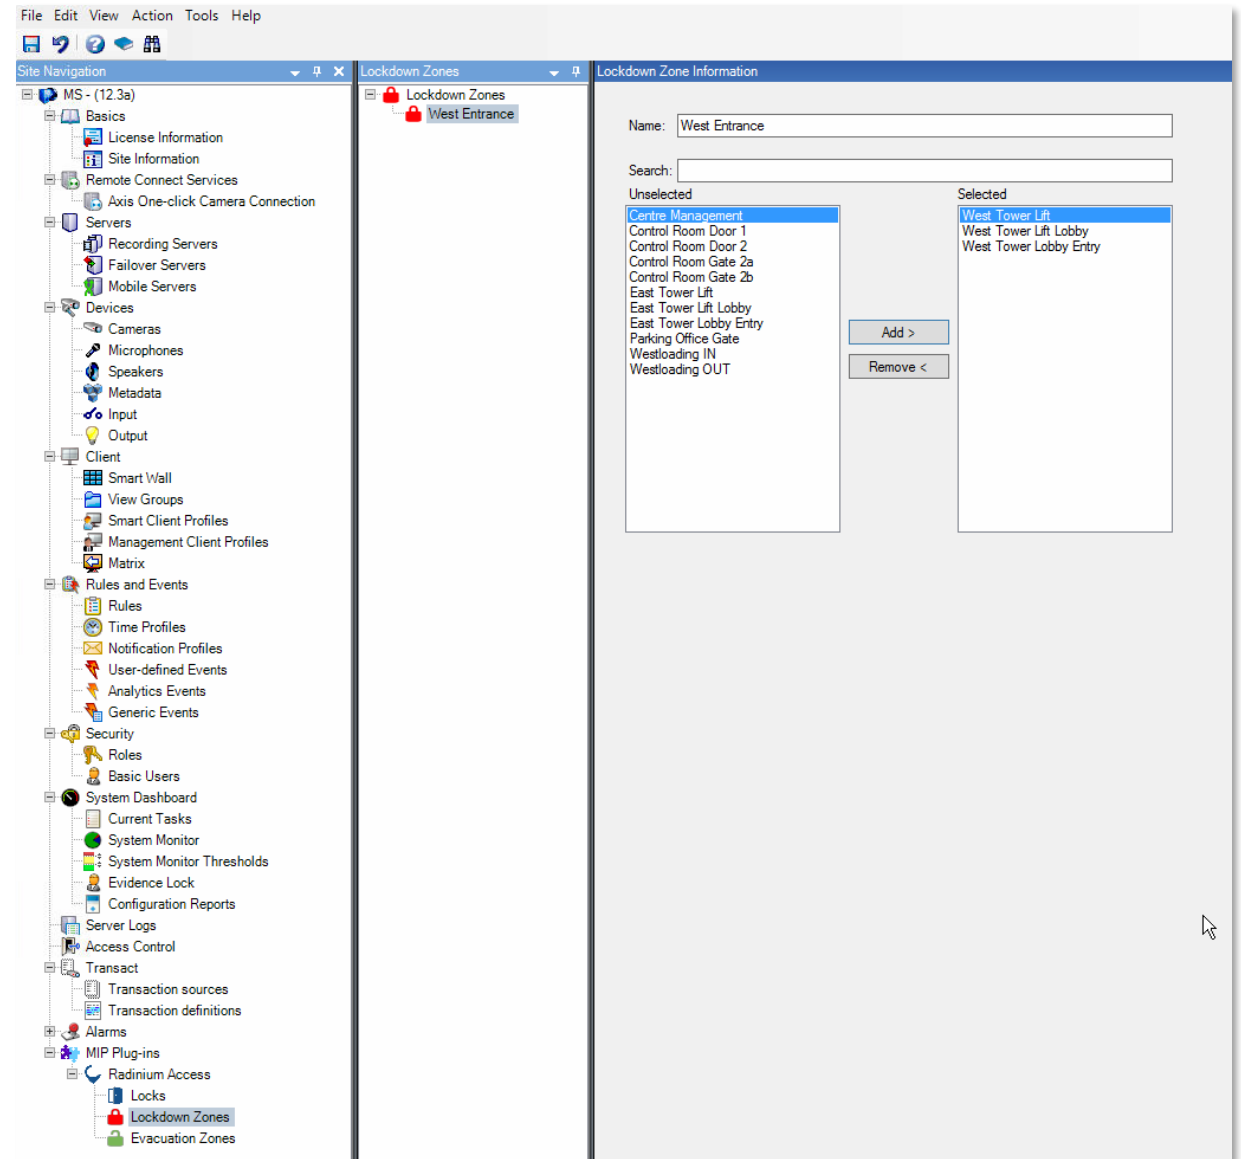 File Edit View Action Tools Help
Site Navigation
MS - (12.3a)
Basics
License Information
Site Information
Remote Connect Services
Axis One-click Camera Connection
Servers
Recording Servers
Failover Servers
Mobile Servers
Devices
Cameras
Microphones
Speakers
Metadata
Input
Output
Client
Smart Wall
View Groups
Smart Client Profiles
Management Client Profiles
Matrix
Rules and Events
Rules
Time Profiles
Notification Profiles
User-defined Events
Analytics Events
Generic Events
Security
Roles
Basic Users
System Dashboard
Current Tasks
System Monitor
System Monitor Thresholds
Evidence Lock
Configuration Reports
Server Logs
Access Control
Transact
Transaction sources
Transaction definitions
Alarms
MIP Plug-ins
Radinium Access
Locks
Lockdown Zones
Evacuation Zones
Lockdown Zones
Lockdown Zones
West Entrance
Lockdown Zone Information
Name: West Entrance
Search:
Unselected
Centre Management
Control Room Door 1
Control Room Door 2
Control Room Gate 2a
Control Room Gate 2b
East Tower Lift
East Tower Lift Lobby
East Tower Lobby Entry
Parking Office Gate
Westloading IN
Westloading OUT
Add >
Remove <
Selected
West Tower Lift
West Tower Lift Lobby
West Tower Lobby Entry